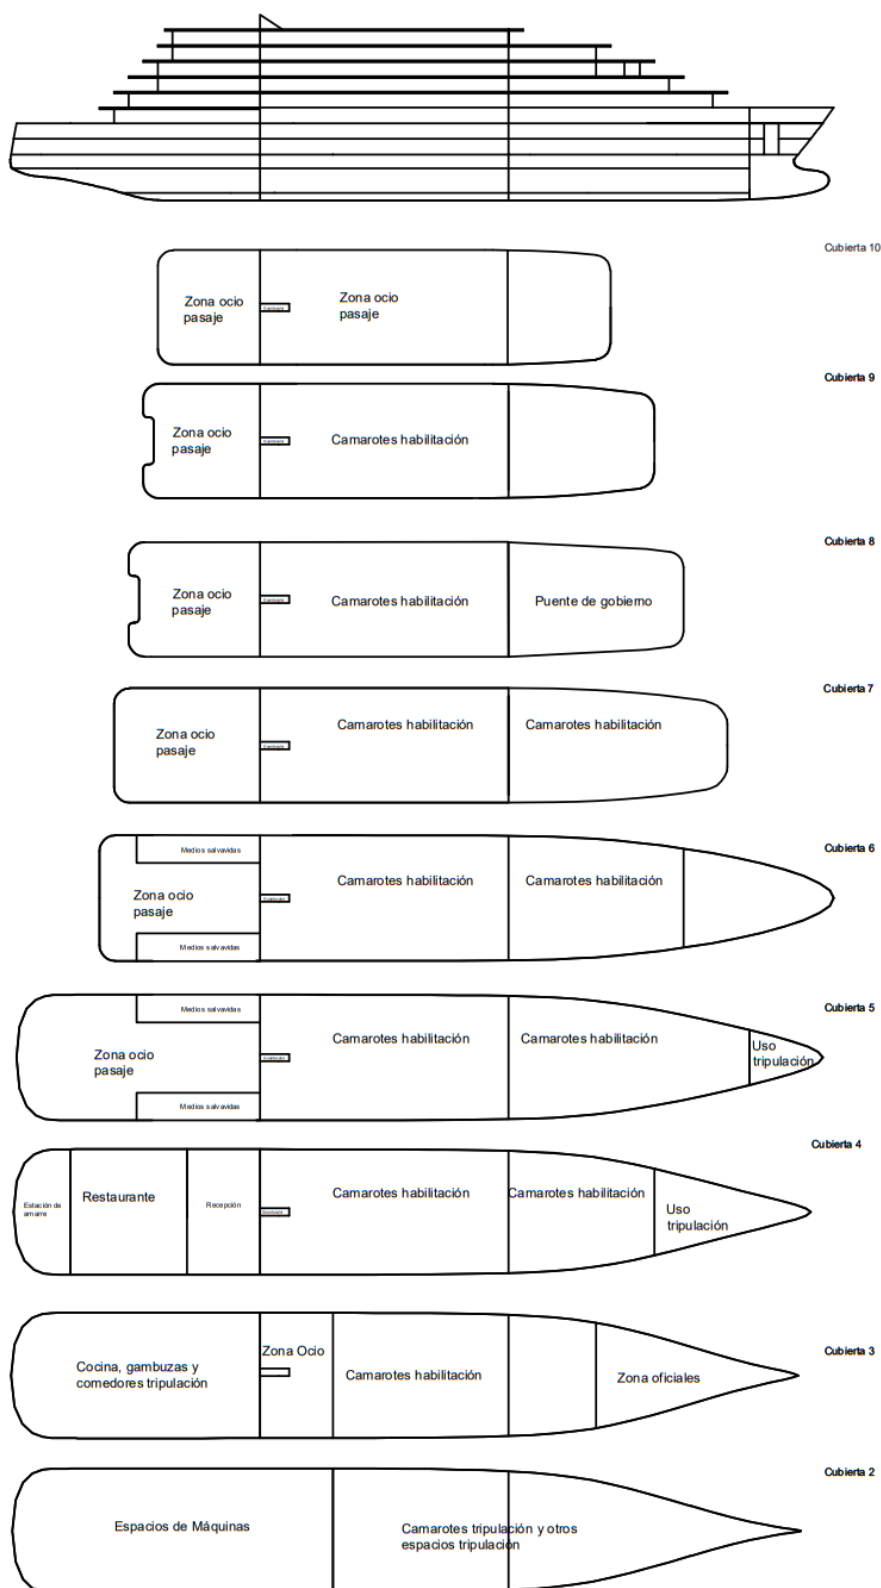 Cubierta 10
Zona ocio
pasaje
Zona ocio
pasaje
Cubierta 9
Zona ocio
pasaje
Camarotes habilitación
Cubierta 8
Zona ocio
pasaje
Camarotes habilitación
Puente de gobierno
Cubierta 7
Zona ocio
pasaje
Camarotes habilitación
Camarotes habilitación
Cubierta 6
Medios salvavidas
Zona ocio
pasaje
Camarotes habilitación
Camarotes habilitación
Medios salvavidas
Cubierta 5
Medios salvavidas
Zona ocio
pasaje
Camarotes habilitación
Camarotes habilitación
Uso
tripulación
Medios salvavidas
Cubierta 4
Estación de
amarre
Restaurante
Recepción
Camarotes habilitación
Camarotes habilitación
Uso
tripulación
Cubierta 3
Cocina, gambuzas y
comedores tripulación
Zona Ocio
Camarotes habilitación
Zona oficiales
Cubierta 2
Espacios de Máquinas
Camarotes tripulación y otros
espacios tripulación